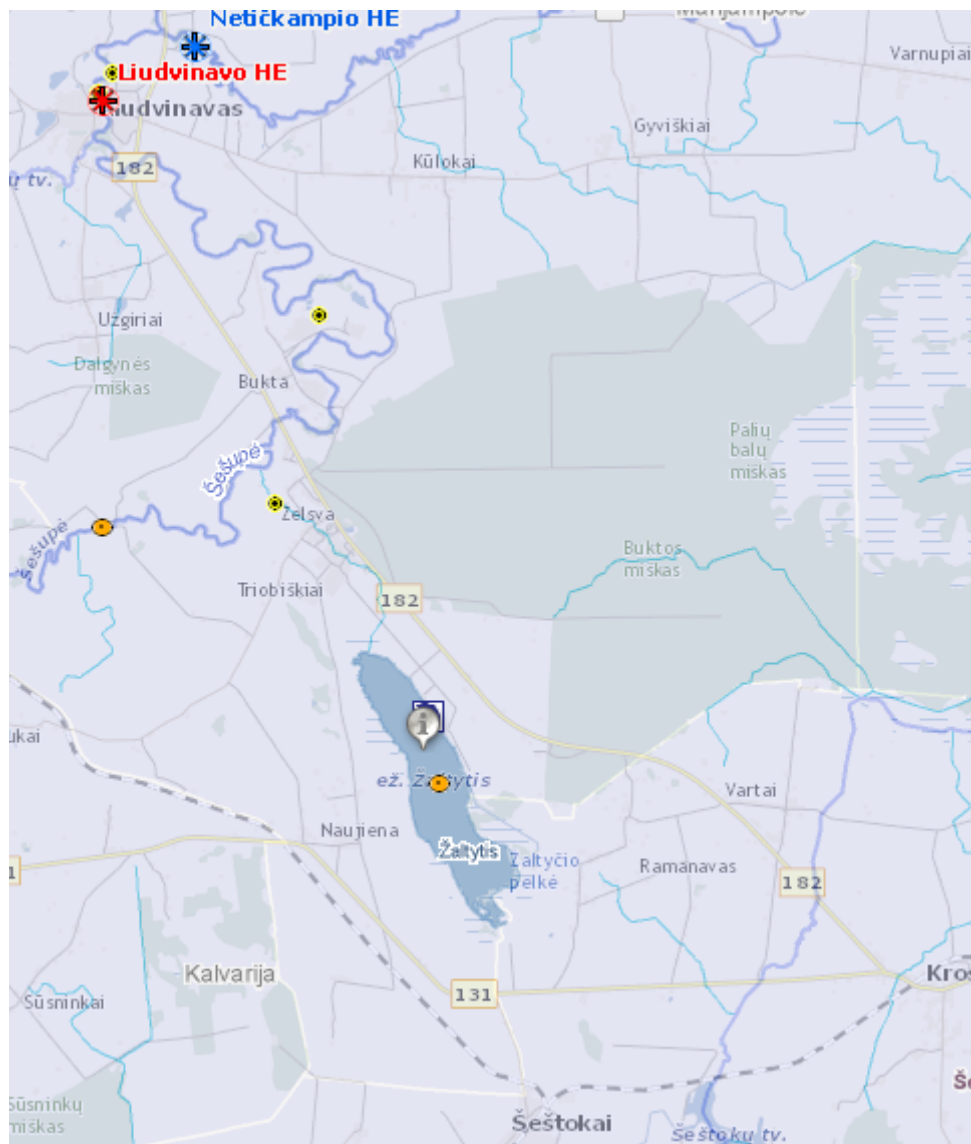 Netičkampio HE
Varnupiai
Liudvinavo HE
Gyviškiai
Kūlokai
182
Uzgiriai
Dalgynės
miškas
Bukta
Palių
balų
miškas
Šešupė
Želsva
Šešupė
Buktos
miškas
Triobiškiai
182
i
ež. Žaltytis
Vartai
Naujiena
Žaltytis
Žaltyčio
pelkė
Ramanavas
182
Kalvarija
131
Sūsninkai
Sūsninkų
miškas
Šeštokai
Šeštokų tv.